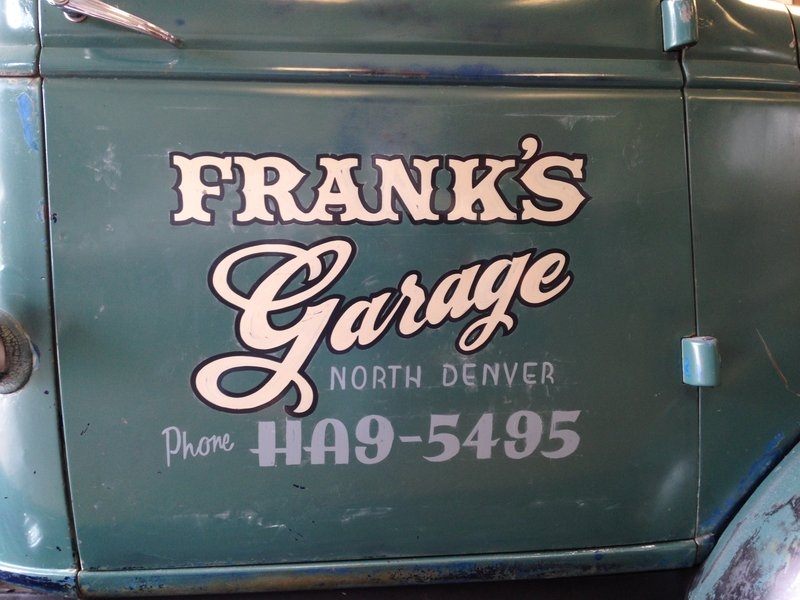 FRANK'S
Garage
NORTH DENVER
Phone HA9-5495